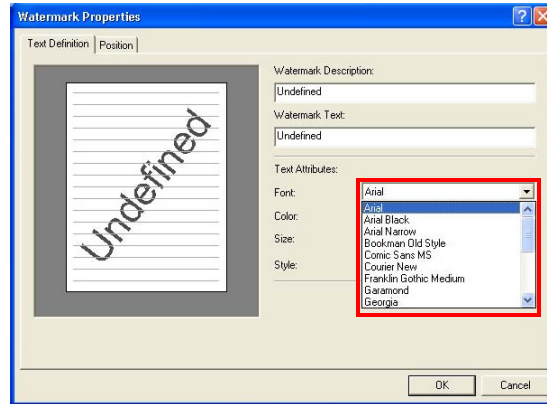 Watermark Properties
Text Definition
Position
Undefined
Watermark Description:
Undefined
Watermark Text:
Undefined
Text Attributes:
Font:
Arial
Color:
Size:
Style:
Arial
Arial Black
Arial Narrow
Bookman Old Style
Comic Sans MS
Courier New
Franklin Gothic Medium
Garamond
Georgia
OK
Cancel